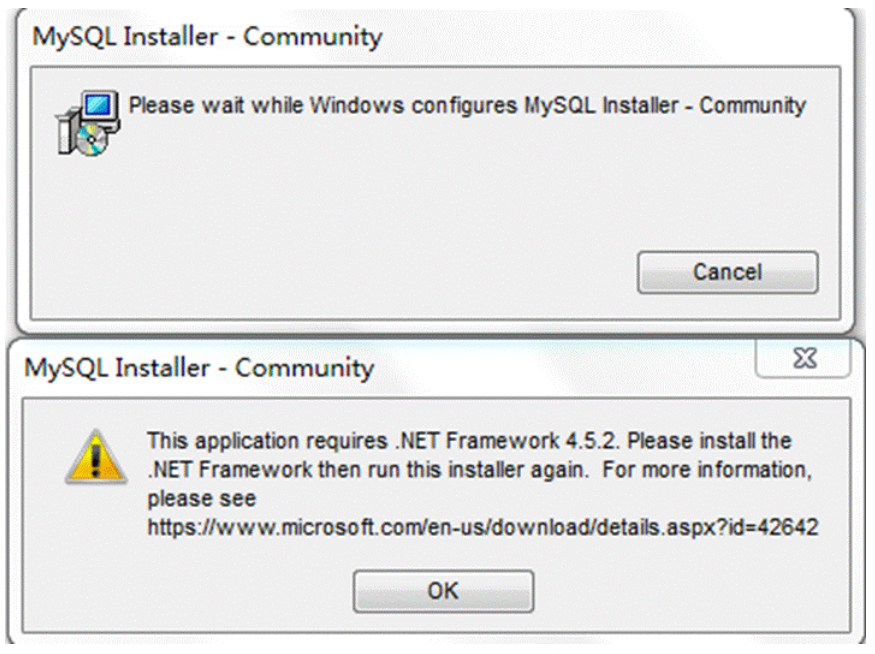 MySQL Installer - Community
Please wait while Windows configures MySQL Installer - Community
Cancel
MySQL Installer - Community
This application requires .NET Framework 4.5.2. Please install the
.NET Framework then run this installer again.  For more information,
please see
https://www.microsoft.com/en-us/download/details.aspx?id=42642
OK